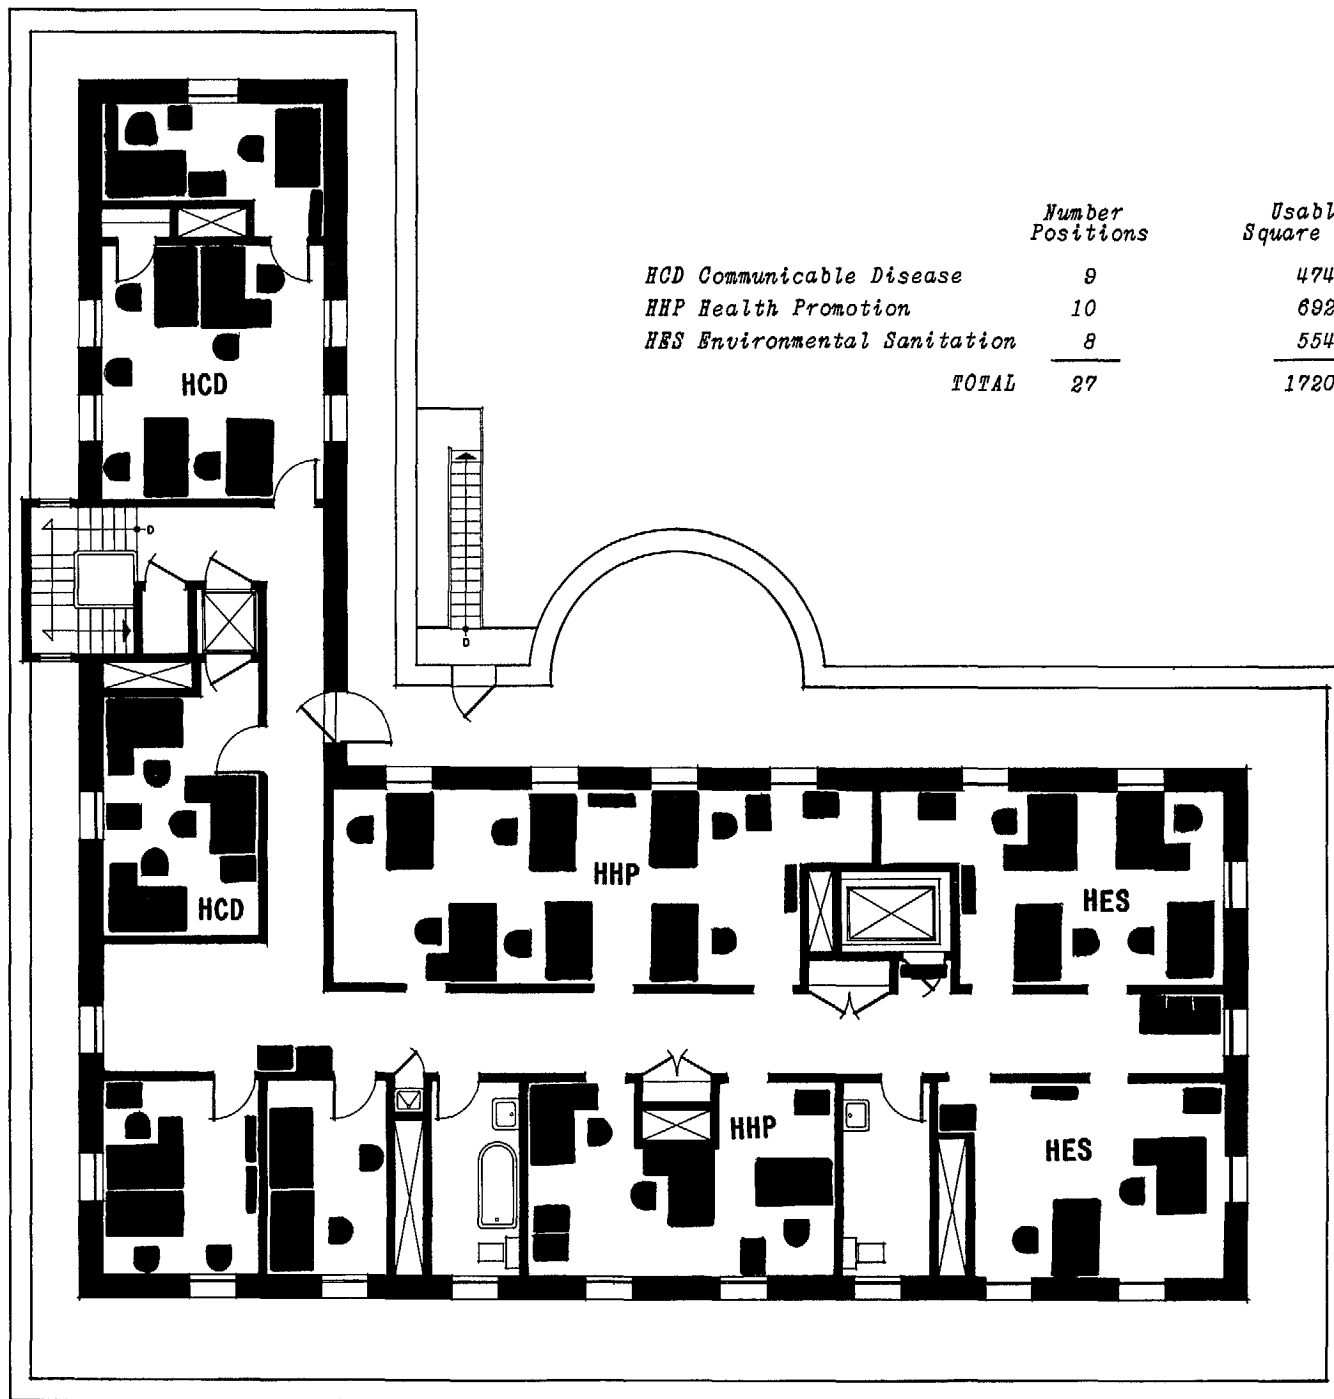 Number
Positions
Usabl
Square
HCD Communicable Disease 9 474
HHP Health Promotion 10 692
HES Environmental Sanitation 8 554
TOTAL 27 1720
HCD
D
D
HCD
HHP
HES
HHP
HES